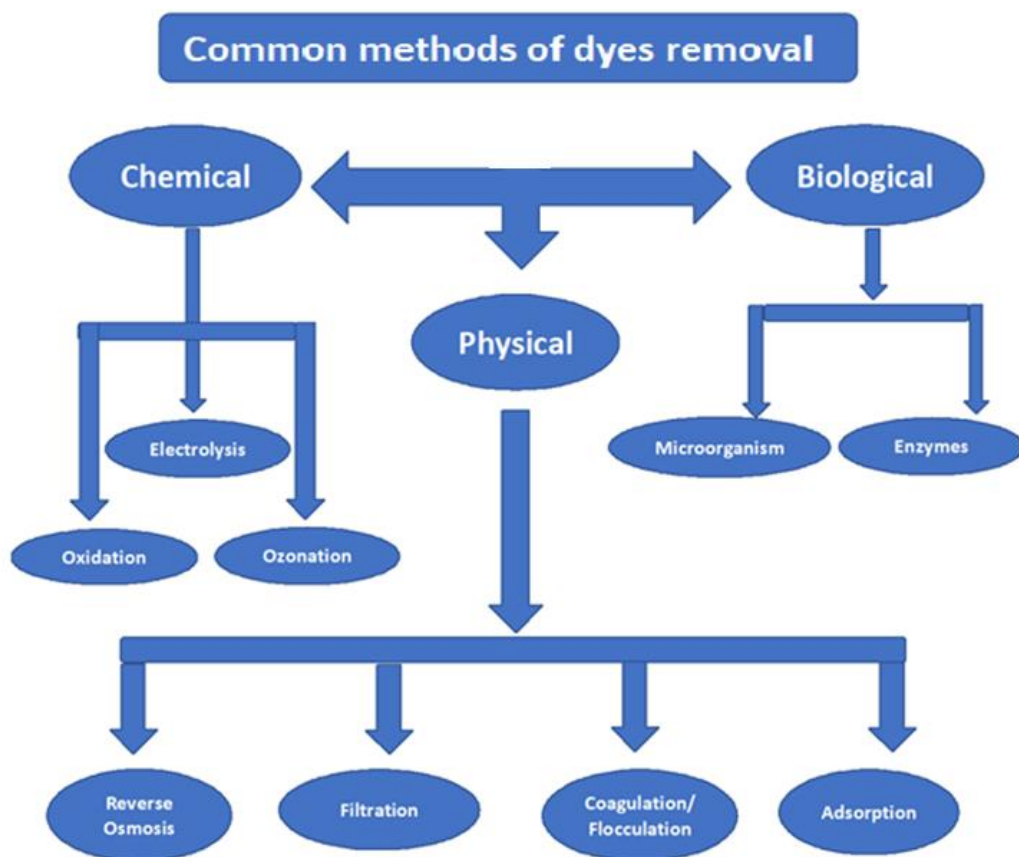 Common methods of dyes removal
Chemical
Biological
Physical
Electrolysis
Microorganism
Enzymes
Oxidation
Ozonation
Reverse
Osmosis
Filtration
Coagulation/
Flocculation
Adsorption